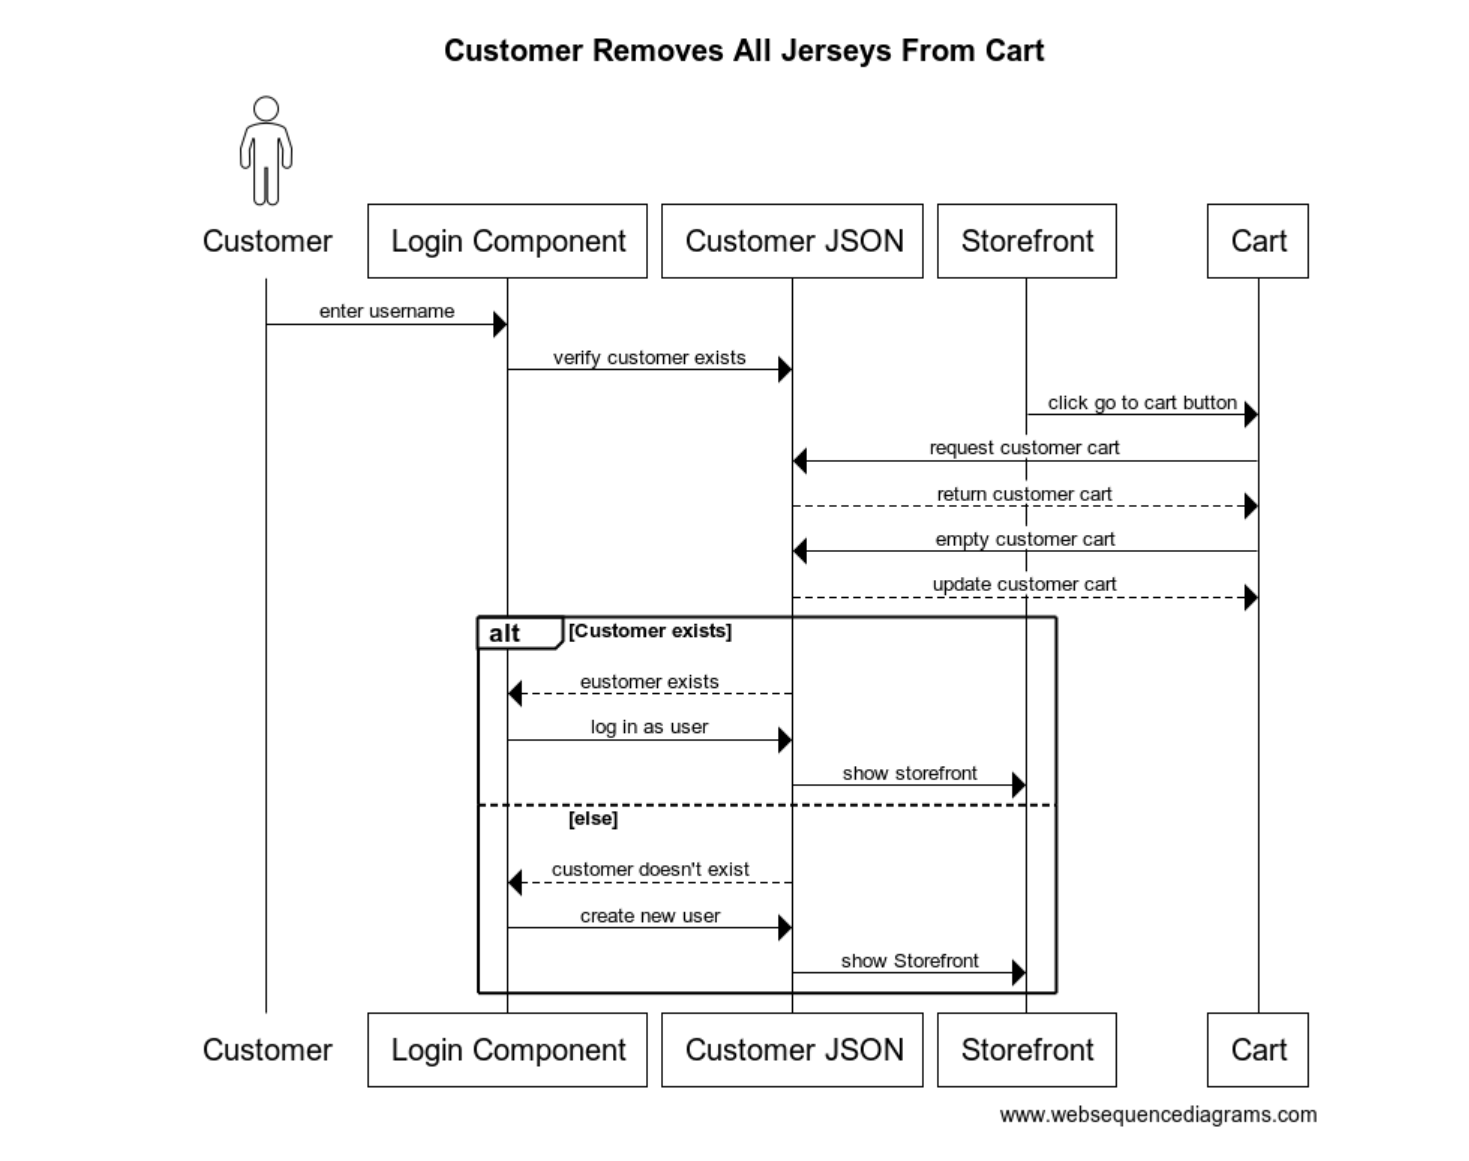 Customer Removes All Jerseys From Cart
Customer
Login Component
Customer JSON
Storefront
Cart
enter username
verify customer exists
click go to cart button
request customer cart
return customer cart
empty customer cart
update customer cart
alt
[Customer exists]
eustomer exists
log in as user
show storefront
[else]
customer doesn't exist
create new user
show Storefront
Customer
Login Component
Customer JSON
Storefront
Cart
www.websequencediagrams.com